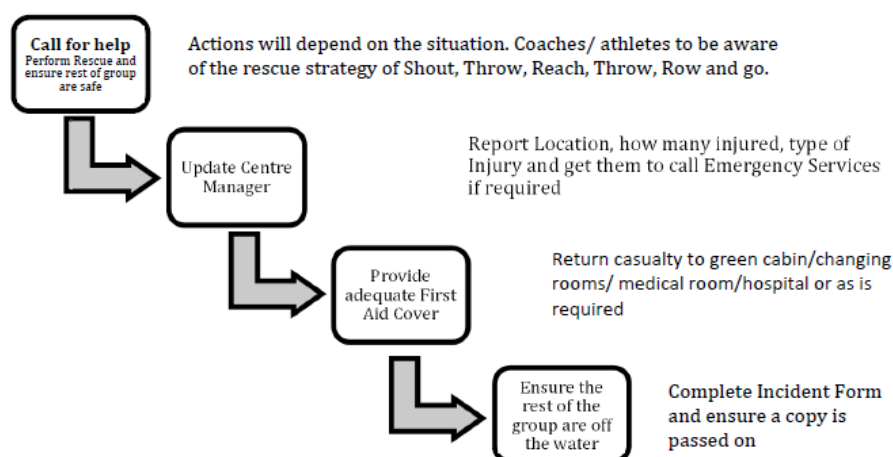 Call for help
Perform Rescue and
ensure rest of group
are safe
Actions will depend on the situation. Coaches/ athletes to be aware
of the rescue strategy of Shout, Throw, Reach, Throw, Row and go.
Update Centre
Manager
Report Location, how many injured, type of
Injury and get them to call Emergency Services
if required
Provide
adequate First
Aid Cover
Return casualty to green cabin/changing
rooms/ medical room/hospital or as is
required
Ensure the
rest of the
group are off
the water
Complete Incident Form
and ensure a copy is
passed on